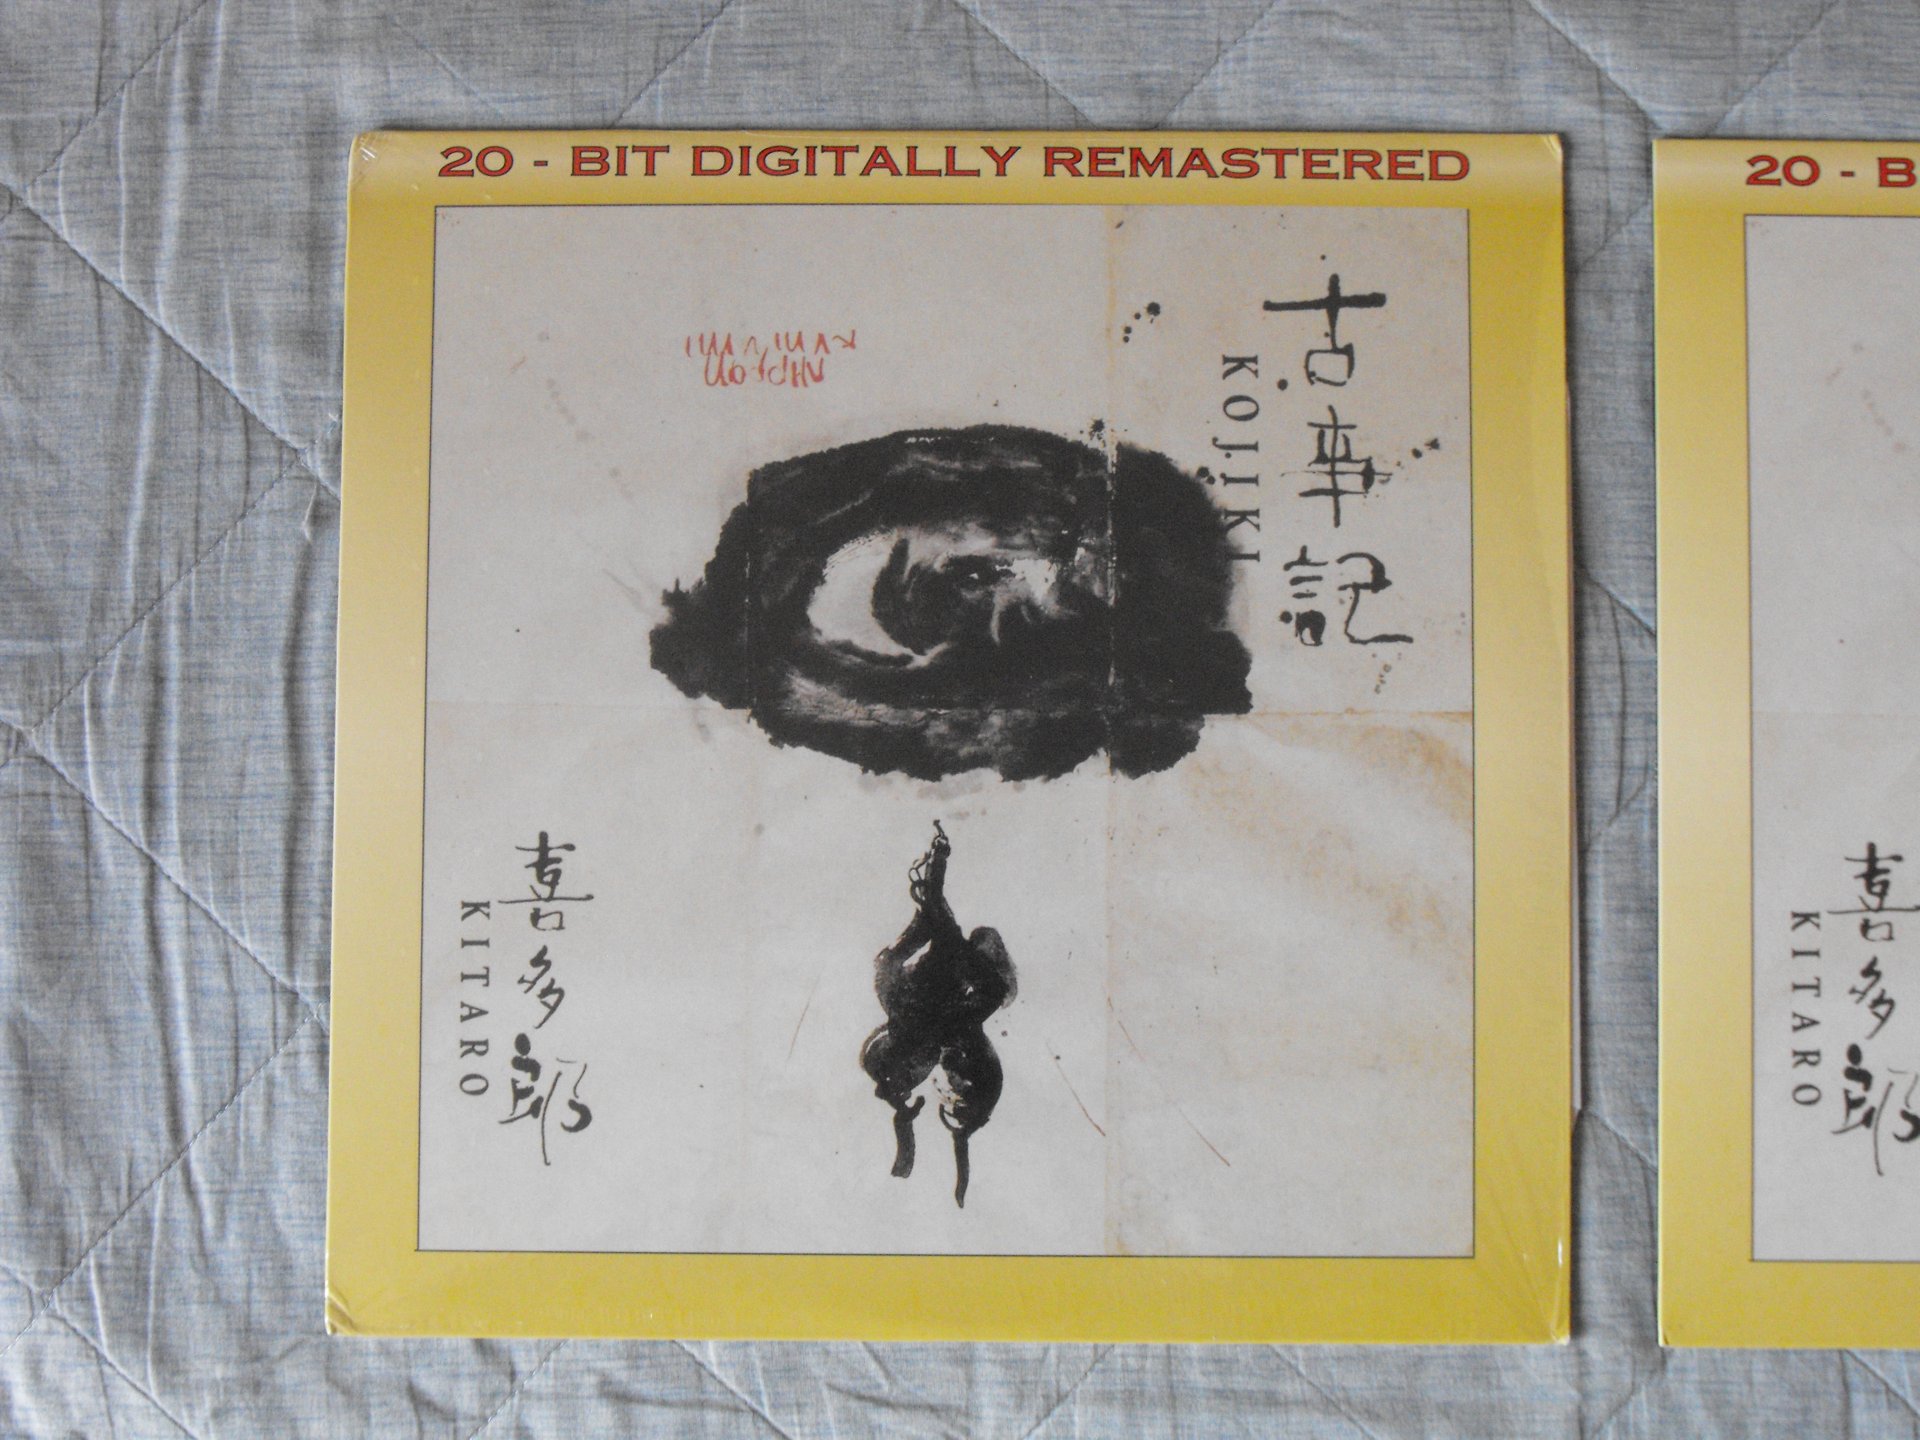 20 - BIT DIGITALLY REMASTERED
古事記
KOJIKI
喜多郎
KITARO
20 - B
喜多郎
KITARO